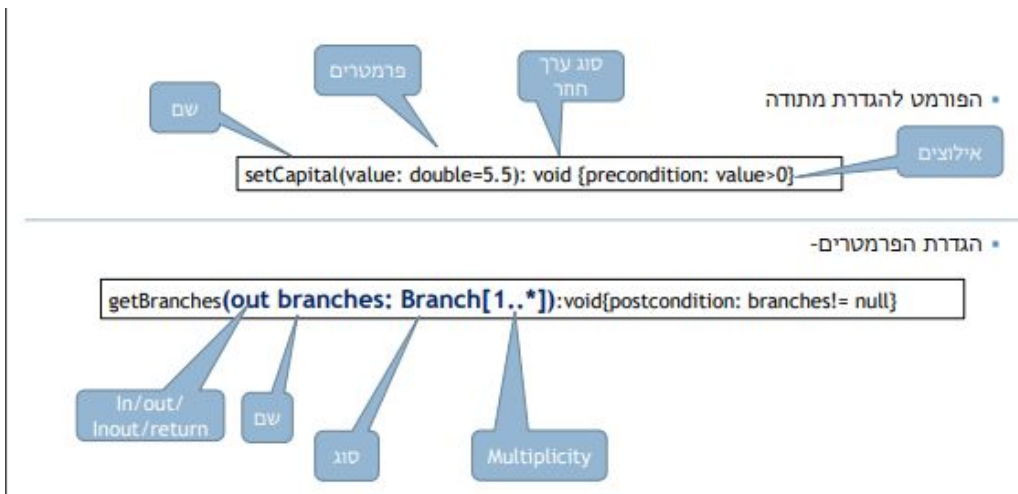 סוג ערך
חוזר
פרמטרים
שם
הפורמט להגדרת מתודה
אילוצים
setCapital(value: double=5.5): void {precondition: value>0}
הגדרת הפרמטרים-
getBranches(out branches: Branch[1..*]):void{postcondition: branches!= null}
In/out/
Inout/return
שם
סוג
Multiplicity